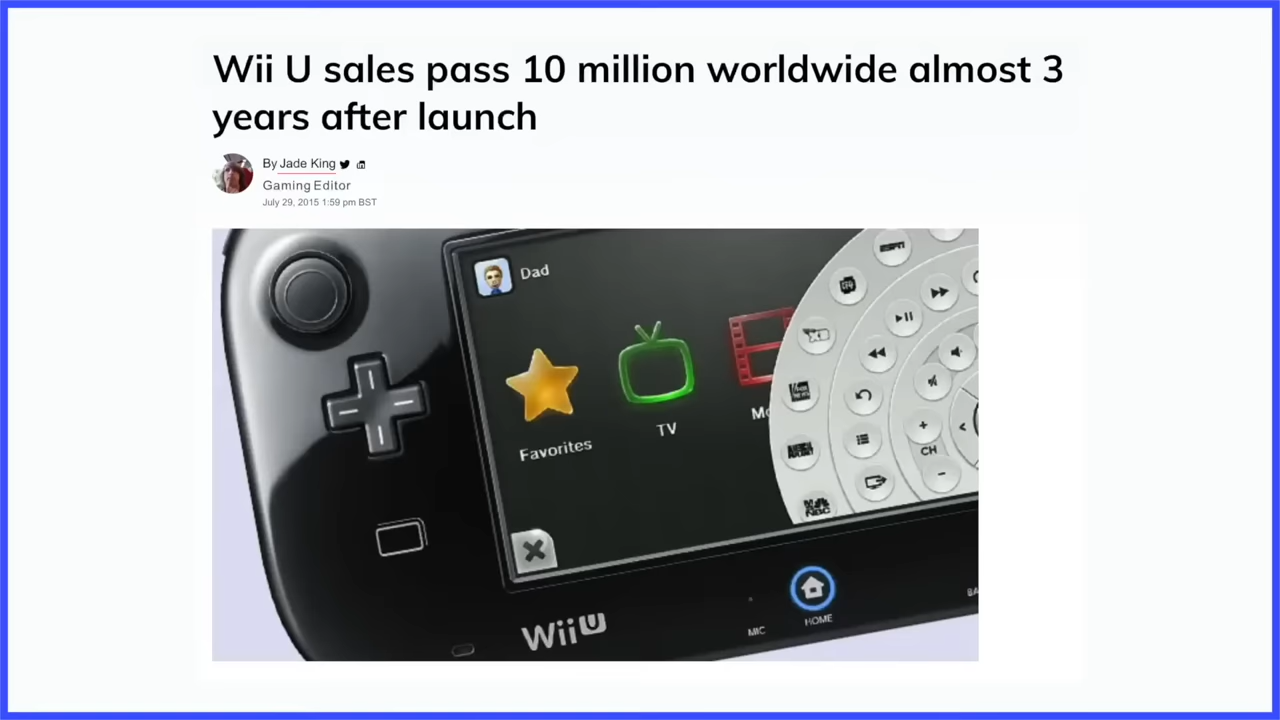 Wii U sales pass 10 million worldwide almost 3
years after launch
By Jade King
Gaming Editor
July 29, 2015 1:59 pm BST
Dad
Favorites
TV
ESPN
CH
NBC
WiiU
MIC
HOME